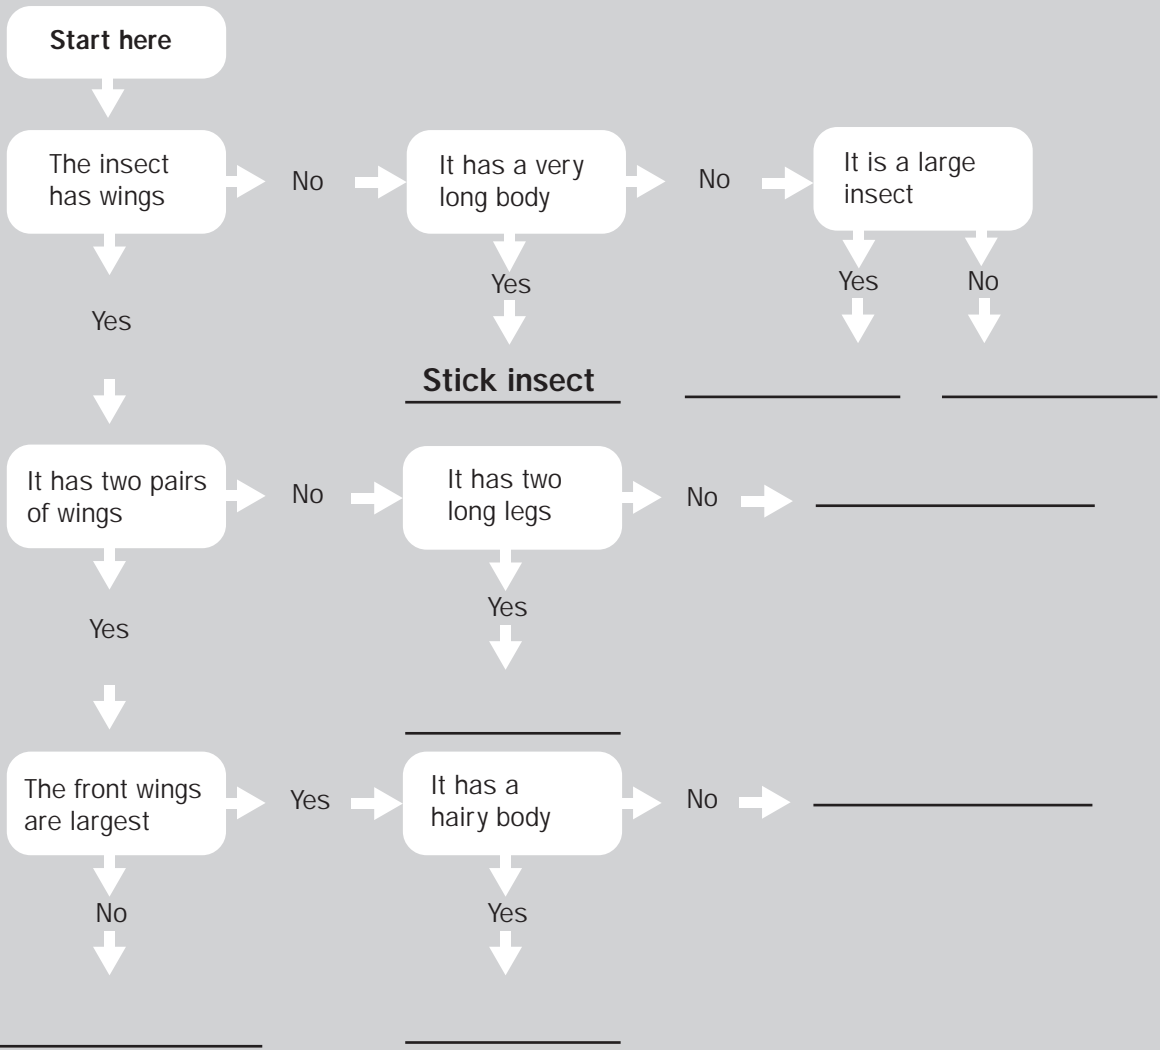 Start here
The insect
has wings
No
It has a very
long body
No
It is a large
insect
Yes
Yes
Yes
No
Stick insect
It has two pairs
of wings
No
It has two
long legs
No
Yes
Yes
The front wings
are largest
Yes
It has a
hairy body
No
No
Yes